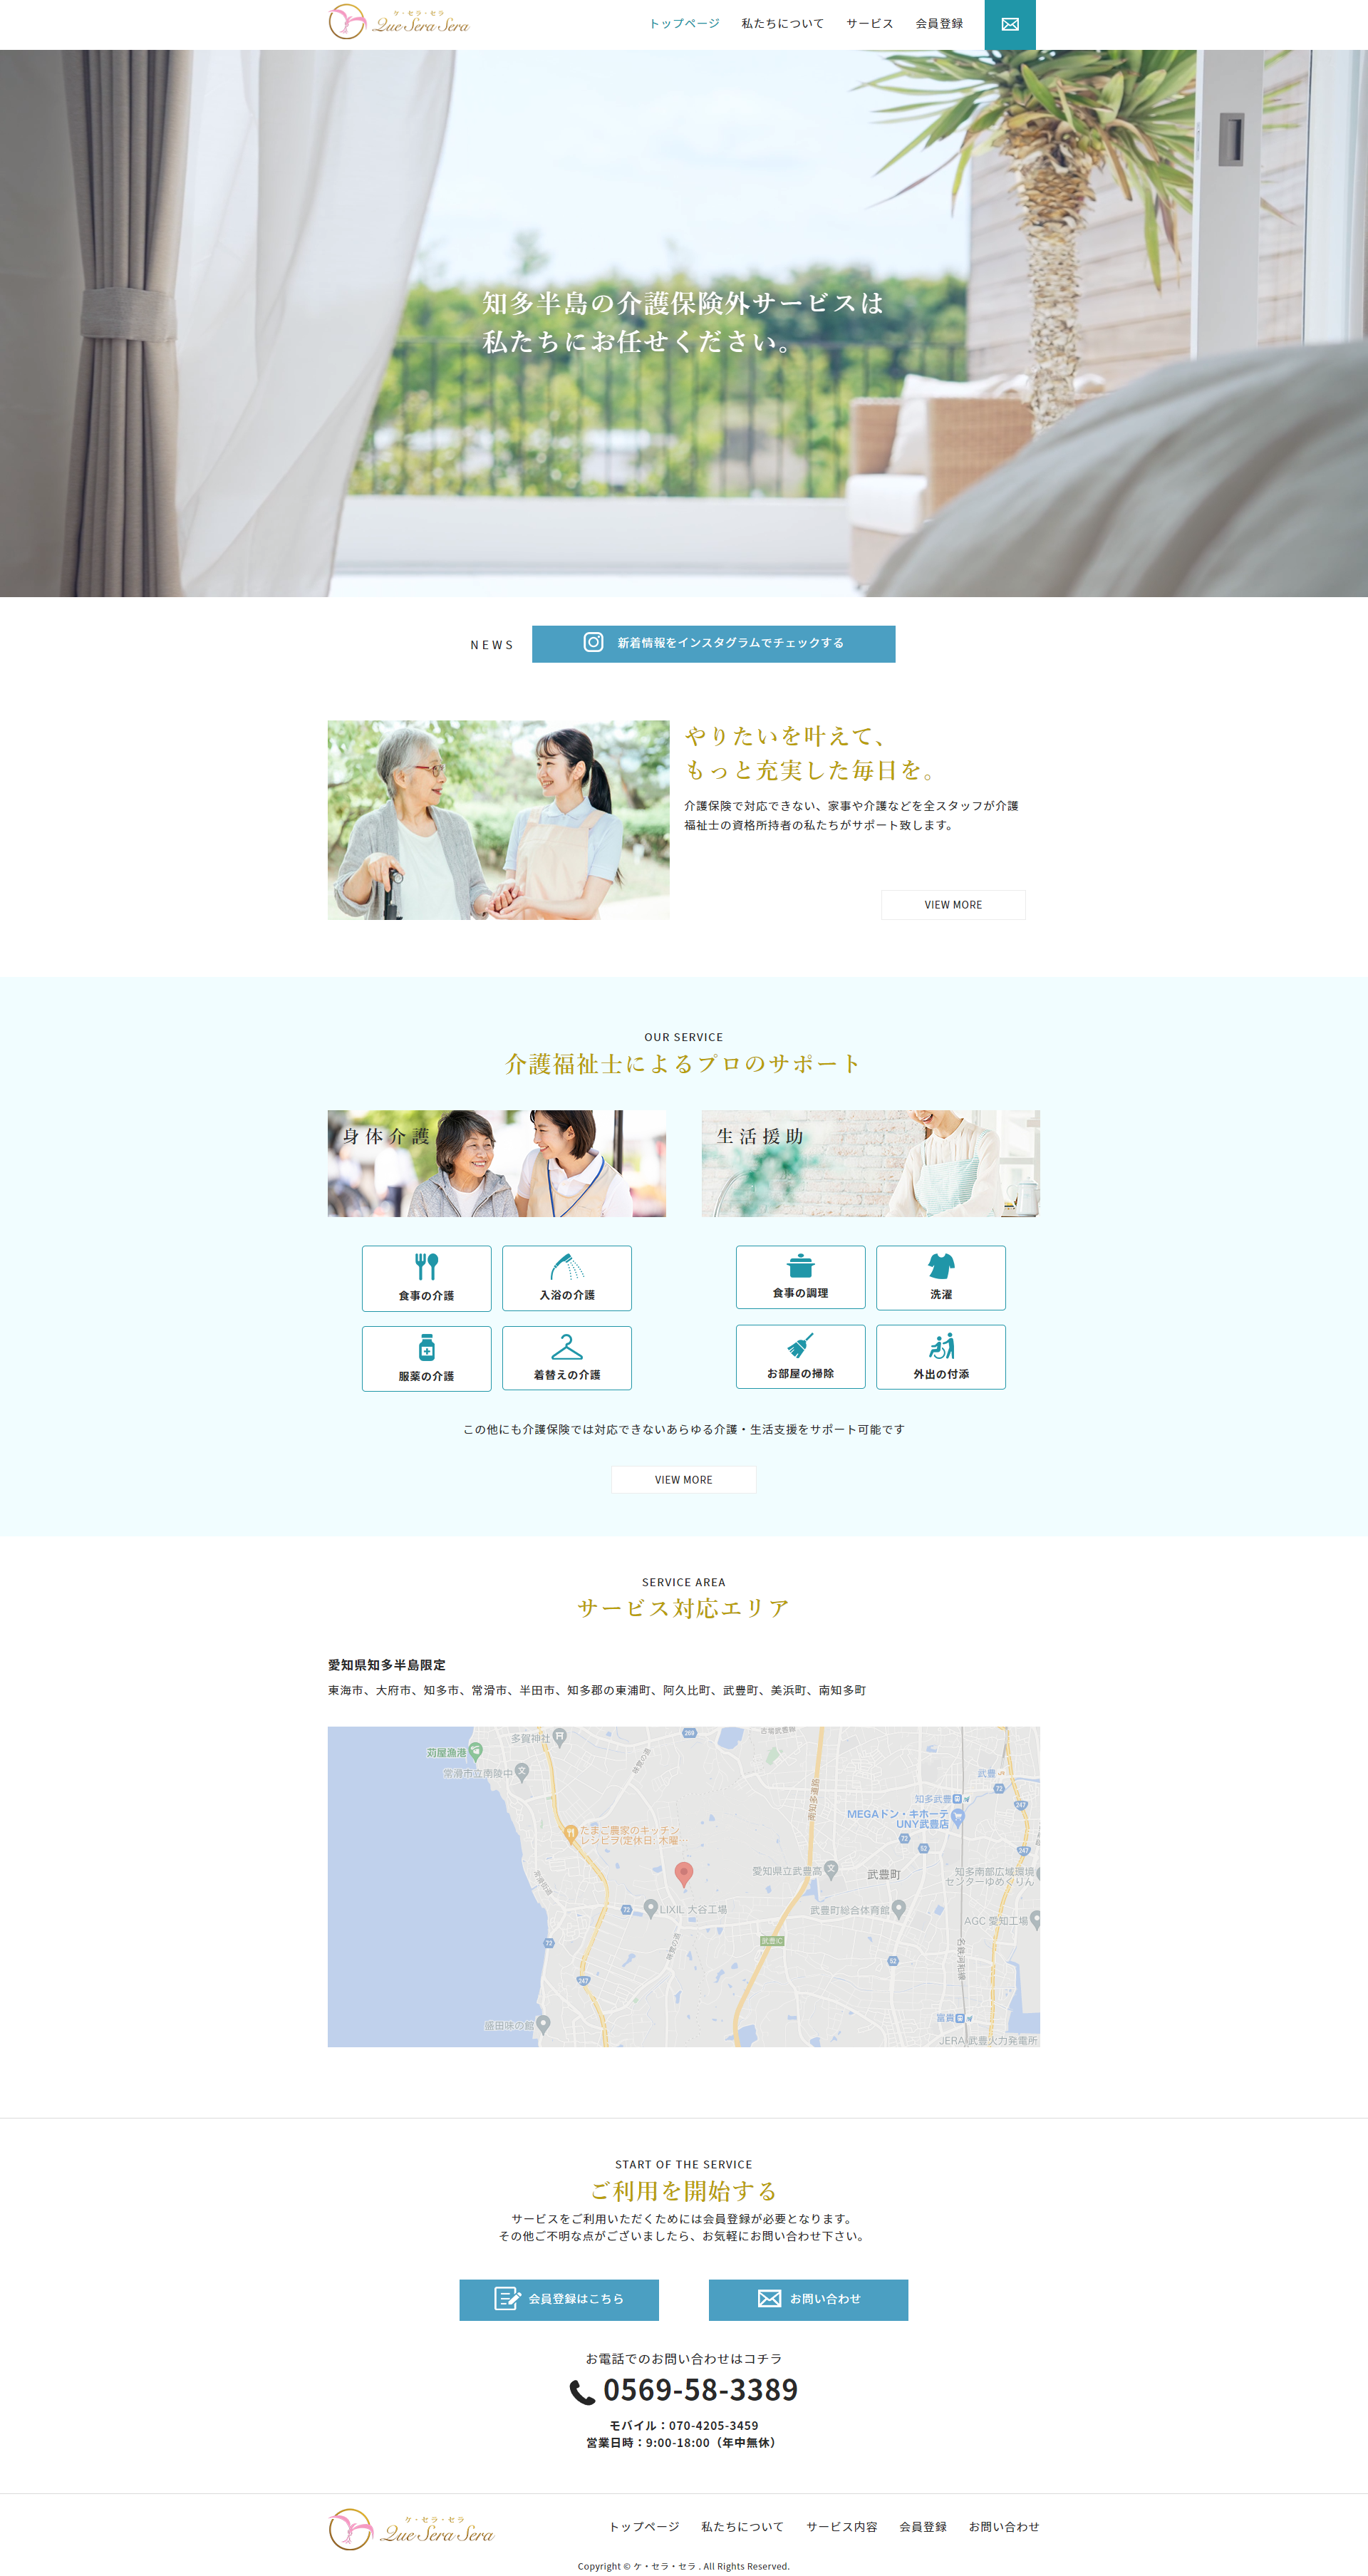 ケ・セラ・セラ
Que Sera Sera
トップページ 私たちについて サービス 会員登録
知多半島の介護保険外サービスは
私たちにお任せください。
NEWS 新着情報をインスタグラムでチェックする
やりたいを叶えて、
もっと充実した毎日を。
介護保険で対応できない、家事や介護などを全スタッフが介護
福祉士の資格所持者の私たちがサポート致します。
VIEW MORE
OUR SERVICE
介護福祉士によるプロのサポート
身体介護 生活援助
食事の介護 入浴の介護 食事の調理 洗濯
服薬の介護 着替えの介護 お部屋の掃除 外出の付添
この他にも介護保険では対応できないあらゆる介護・生活支援をサポート可能です
VIEW MORE
SERVICE AREA
サービス対応エリア
愛知県知多半島限定
東海市、大府市、知多市、常滑市、半田市、知多郡の東浦町、阿久比町、武豊町、美浜町、南知多町
多賀神社
268
苅屋漁港
常滑市立南陵中
武豊
72
知多武豊
247
MEGAドン・キホーテ
UNY武豊店
南知多道路
たまご農家のキッチン
レシピヲ(定休日: 木曜…
72
52
247
愛知県立武豊高
武豊町
知多南部広域環境
センターゆめくりん
72
LIXIL 大谷工場
武豊町総合体育館
AGC 愛知工場
72
武豊IC
52
名鉄河和線
247
盛田味の館
富貴
JERA 武豊火力発電所
START OF THE SERVICE
ご利用を開始する
サービスをご利用いただくためには会員登録が必要となります。
その他ご不明な点がございましたら、お気軽にお問い合わせ下さい。
会員登録はこちら お問い合わせ
お電話でのお問い合わせはコチラ
0569-58-3389
モバイル：070-4205-3459
営業日時：9:00-18:00（年中無休）
ケ・セラ・セラ
Que Sera Sera
トップページ 私たちについて サービス内容 会員登録 お問い合わせ
Copyright © ケ・セラ・セラ . All Rights Reserved.